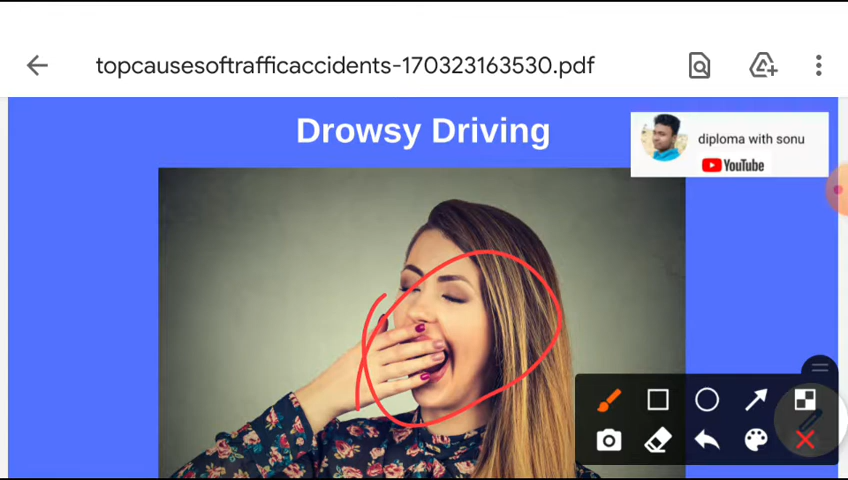 topcausesoftrafficaccidents-170323163530.pdf
Drowsy Driving
diploma with sonu
YouTube